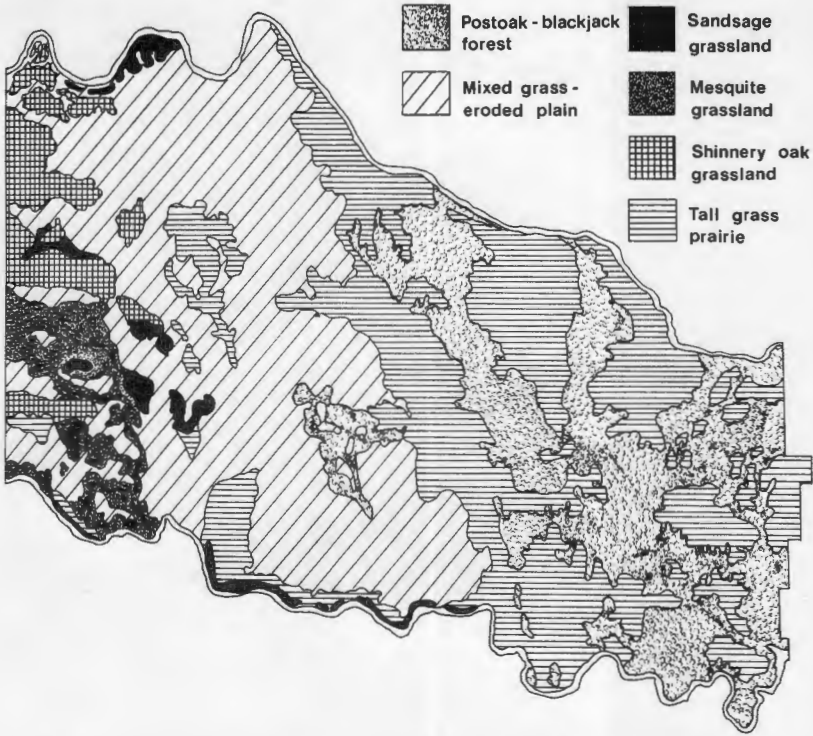 Postoak - blackjack
forest
Mixed grass -
eroded plain
Sandsage
grassland
Mesquite
grassland
Shinnery oak
grassland
Tall grass
prairie